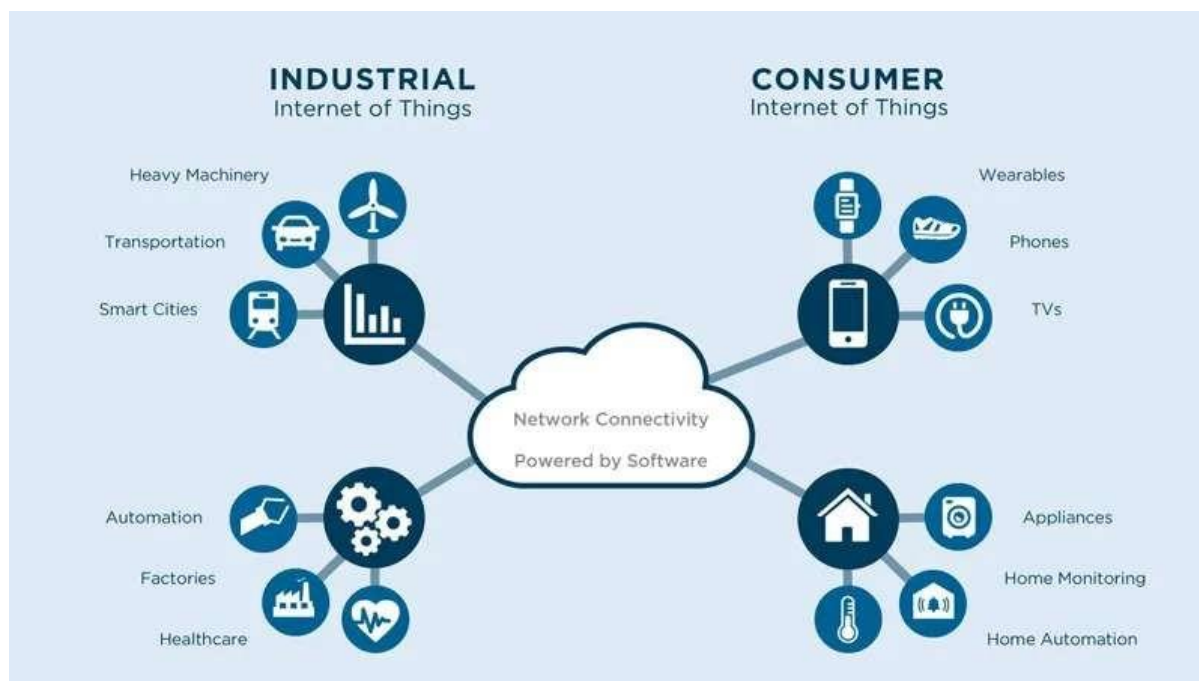 INDUSTRIAL
Internet of Things
CONSUMER
Internet of Things
Heavy Machinery
Transportation
Smart Cities
Wearables
Phones
TVs
Network Connectivity
Powered by Software
Automation
Factories
Healthcare
Appliances
Home Monitoring
Home Automation